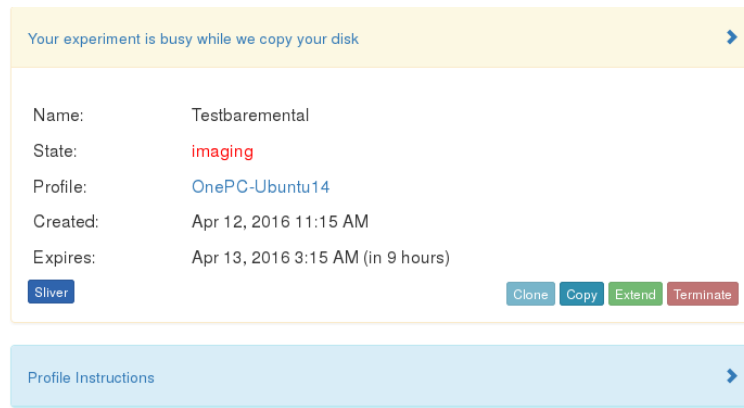 Your experiment is busy while we copy your disk
Name: Testbaremental
State: imaging
Profile: OnePC-Ubuntu14
Created: Apr 12, 2016 11:15 AM
Expires: Apr 13, 2016 3:15 AM (in 9 hours)
Sliver Clone Copy Extend Terminate
Profile Instructions